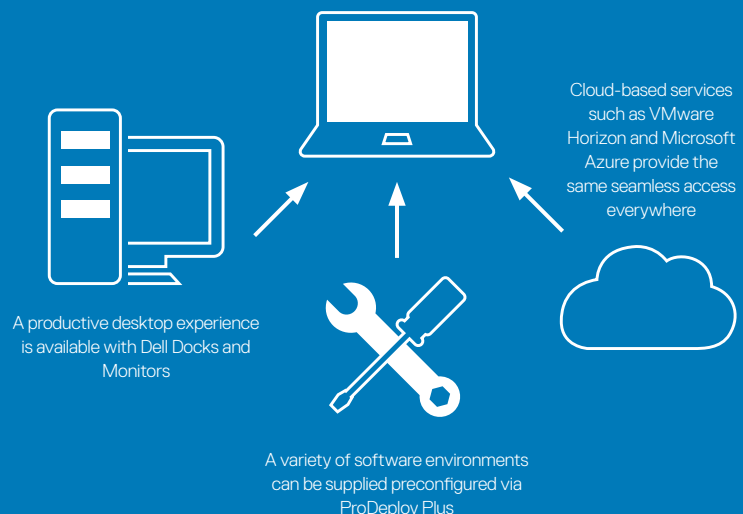 Cloud-based services
such as VMware
Horizon and Microsoft
Azure provide the
same seamless access
everywhere
A productive desktop experience
is available with Dell Docks and
Monitors
A variety of software environments
can be supplied preconfigured via
ProDeploy Plus